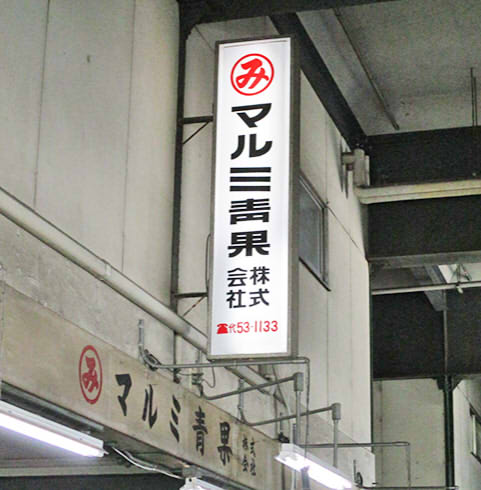 み
マルミ青果
株式
会社
☎代53-1133
み
マルミ青果
株式
会社